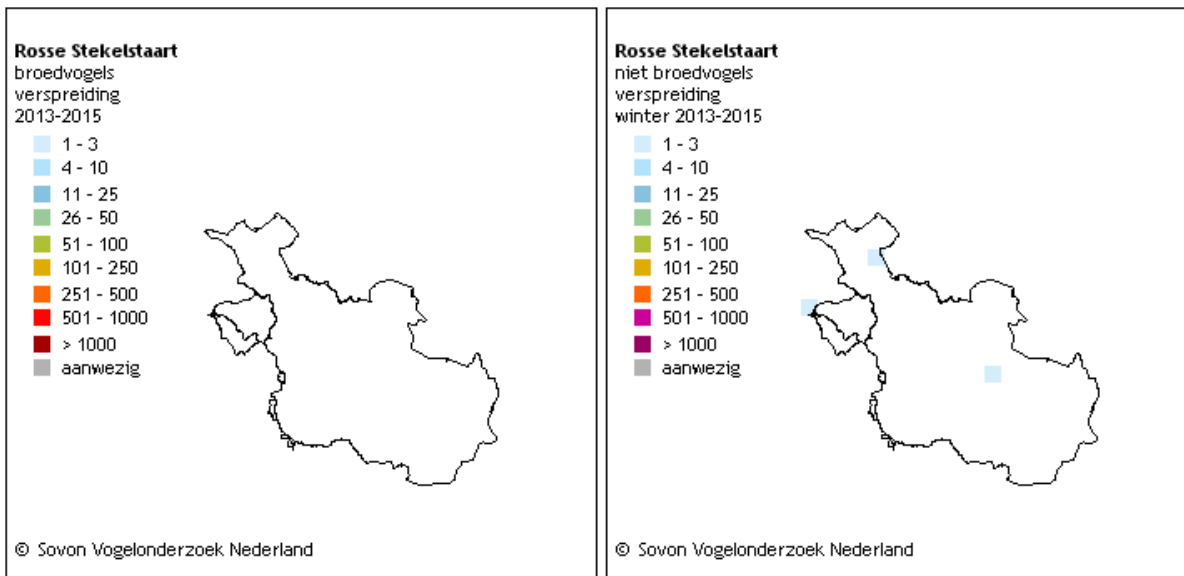 Rosse Stekelstaart
broedvogels
verspreiding
2013-2015
1 - 3
4 - 10
11 - 25
26 - 50
51 - 100
101 - 250
251 - 500
501 - 1000
> 1000
aanwezig
© Sovon Vogelonderzoek Nederland
Rosse Stekelstaart
niet broedvogels
verspreiding
winter 2013-2015
1 - 3
4 - 10
11 - 25
26 - 50
51 - 100
101 - 250
251 - 500
501 - 1000
> 1000
aanwezig
© Sovon Vogelonderzoek Nederland